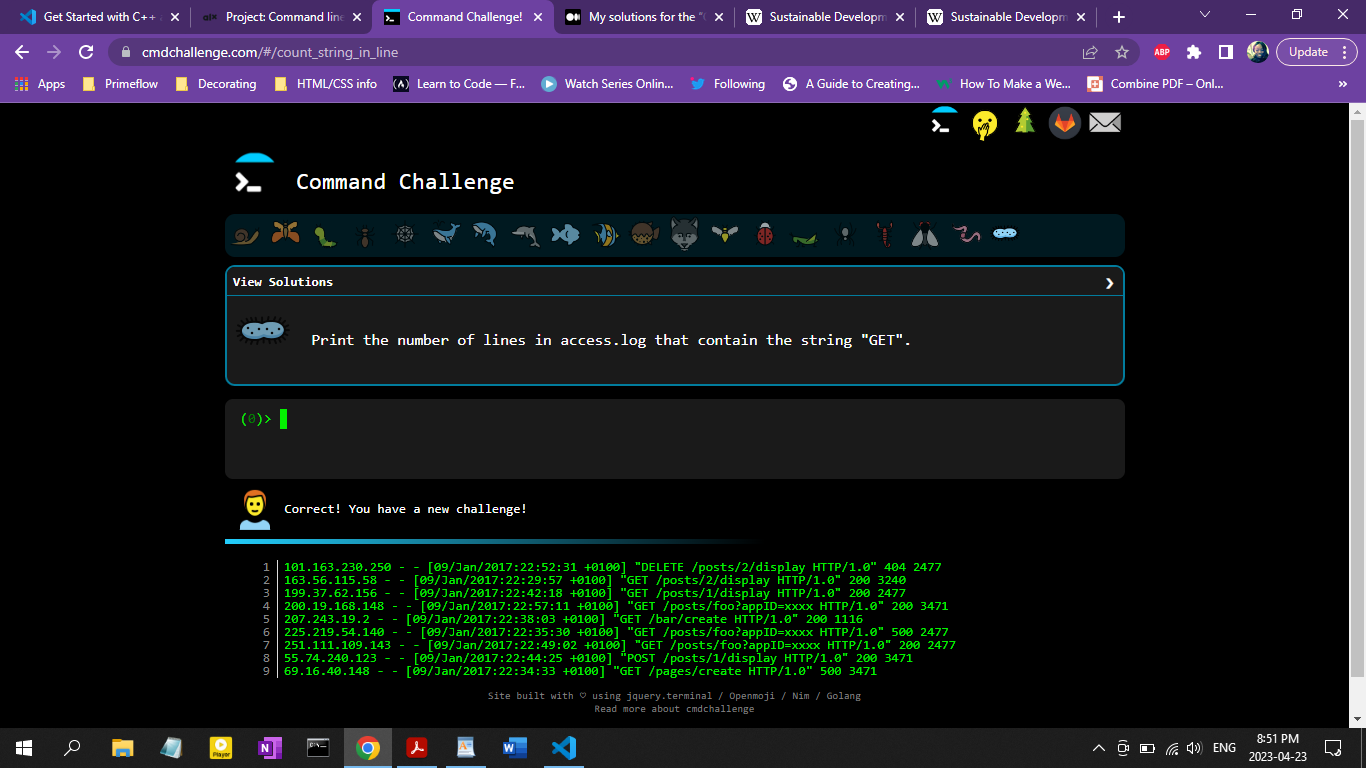 Get Started with C++ a
Project: Command line
Command Challenge!
My solutions for the "C
Sustainable Developm
Sustainable Developm
cmdchallenge.com/#/count_string_in_line
ABP
Update
Apps
Primeflow
Decorating
HTML/CSS info
Learn to Code — F...
Watch Series Onlin...
Following
A Guide to Creating...
How To Make a We...
Combine PDF – Onl...
Command Challenge
View Solutions
Print the number of lines in access.log that contain the string "GET".
(0)>
Correct! You have a new challenge!
1 101.163.230.250 - - [09/Jan/2017:22:52:31 +0100] "DELETE /posts/2/display HTTP/1.0" 404 2477
2 163.56.115.58 - - [09/Jan/2017:22:29:57 +0100] "GET /posts/2/display HTTP/1.0" 200 3240
3 199.37.62.156 - - [09/Jan/2017:22:42:18 +0100] "GET /posts/1/display HTTP/1.0" 200 2477
4 200.19.168.148 - - [09/Jan/2017:22:57:11 +0100] "GET /posts/foo?appID=xxxx HTTP/1.0" 200 3471
5 207.243.19.2 - - [09/Jan/2017:22:38:03 +0100] "GET /bar/create HTTP/1.0" 200 1116
6 225.219.54.140 - - [09/Jan/2017:22:35:30 +0100] "GET /posts/foo?appID=xxxx HTTP/1.0" 500 2477
7 251.111.109.143 - - [09/Jan/2017:22:49:02 +0100] "GET /posts/foo?appID=xxxx HTTP/1.0" 200 2477
8 55.74.240.123 - - [09/Jan/2017:22:44:25 +0100] "POST /posts/1/display HTTP/1.0" 200 3471
9 69.16.40.148 - - [09/Jan/2017:22:34:33 +0100] "GET /pages/create HTTP/1.0" 500 3471
Site built with ♡ using jquery.terminal / Openmoji / Nim / Golang
Read more about cmdchallenge
Player
ENG
8:51 PM
2023-04-23